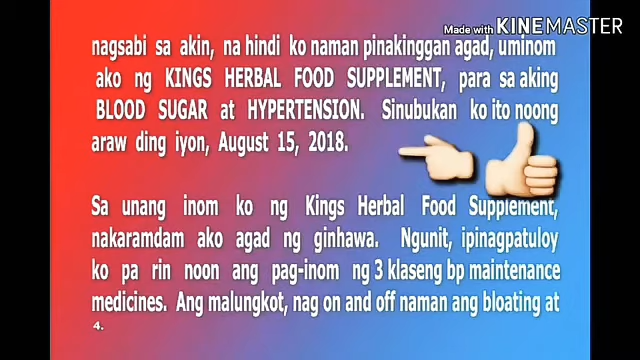 Made with KINEMASTER
nagsabi sa akin, na hindi ko naman pinakinggan agad, uminom
ako ng KINGS HERBAL FOOD SUPPLEMENT, para sa aking
BLOOD SUGAR at HYPERTENSION. Sinubukan ko ito noong
araw ding iyon, August 15, 2018.
Sa unang inom ko ng Kings Herbal Food Supplement,
nakaramdam ako agad ng ginhawa. Ngunit, ipinagpatuloy
ko pa rin noon ang pag-inom ng 3 klaseng bp maintenance
medicines. Ang malungkot, nag on and off naman ang bloating at
4.